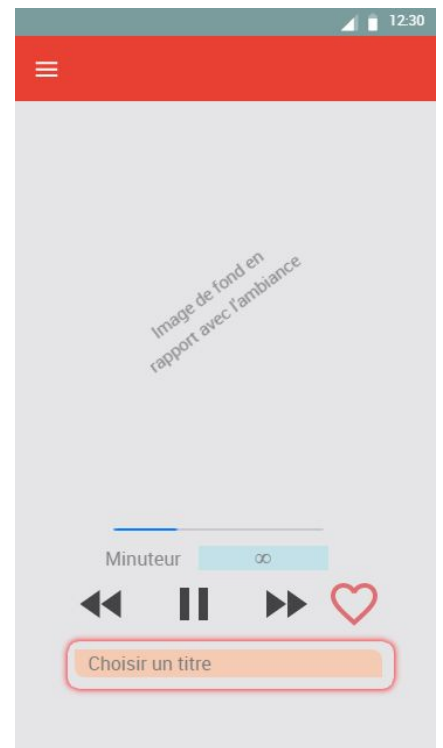 12:30
Image de fond en
rapport avec l'ambiance
Minuteur ∞
Choisir un titre